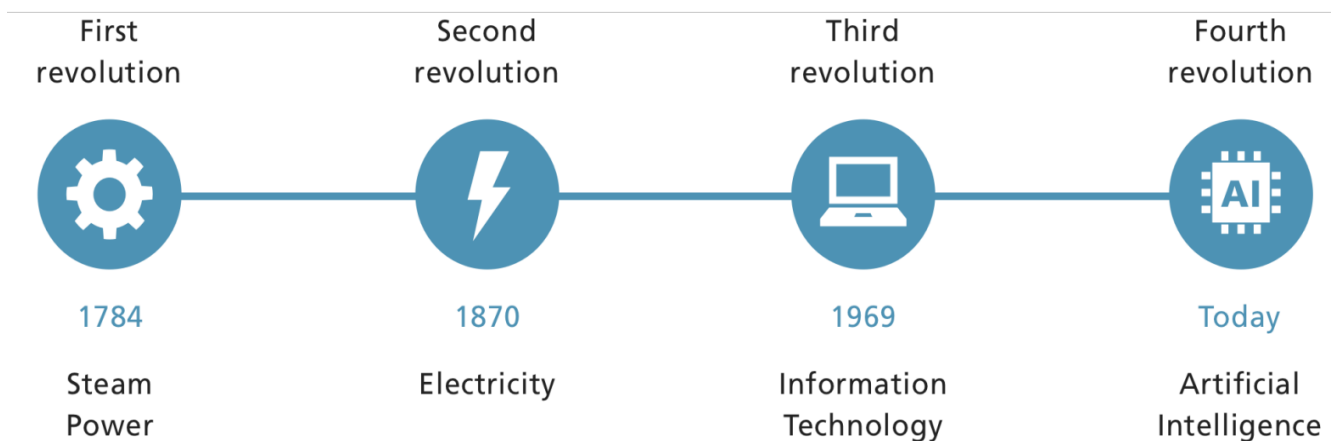 First
revolution
Second
revolution
Third
revolution
Fourth
revolution
AI
1784
1870
1969
Today
Steam
Power
Electricity
Information
Technology
Artificial
Intelligence